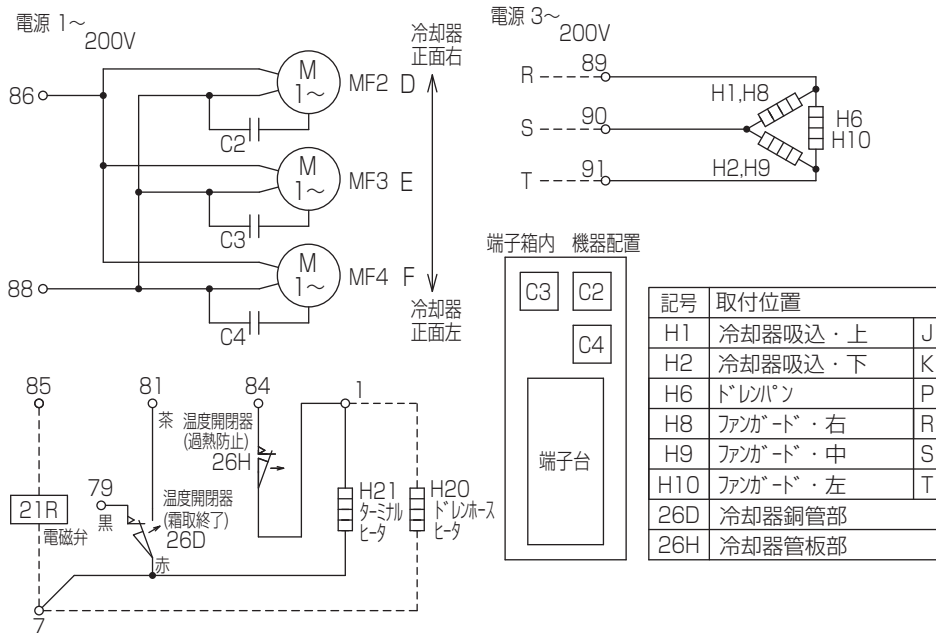 電源 1～
200V
86
88
M
1～
MF2 D
C2
M
1～
MF3 E
C3
M
1～
MF4 F
C4
冷却器
正面右
冷却器
正面左
電源 3～
200V
R
89
S
90
T
91
H1,H8
H2,H9
H6
H10
端子箱内 機器配置
C3
C2
C4
端子台
記号 取付位置
H1 冷却器吸込・上 J
H2 冷却器吸込・下 K
H6 ﾄﾞﾚﾝﾊﾟﾝ P
H8 ﾌｧﾝｶﾞｰﾄﾞ・右 R
H9 ﾌｧﾝｶﾞｰﾄﾞ・中 S
H10 ﾌｧﾝｶﾞｰﾄﾞ・左 T
26D 冷却器銅管部
26H 冷却器管板部
85
81
84
1
茶
温度開閉器
(過熱防止)
26H
79
黒
温度開閉器
(霜取終了)
26D
赤
21R
電磁弁
H21
ﾀｰﾐﾅﾙ
ﾋｰﾀ
H20
ﾄﾞﾚﾝﾎｰｽ
ﾋｰﾀ
7